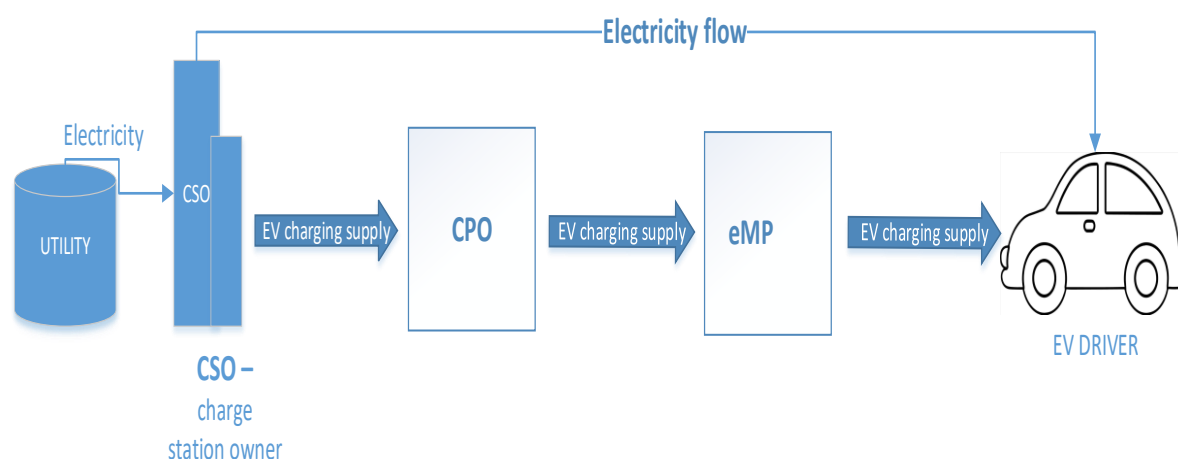 Electricity flow
Electricity
CSO
UTILITY
EV charging supply
CPO
EV charging supply
eMP
EV charging supply
EV DRIVER
CSO –
charge
station owner